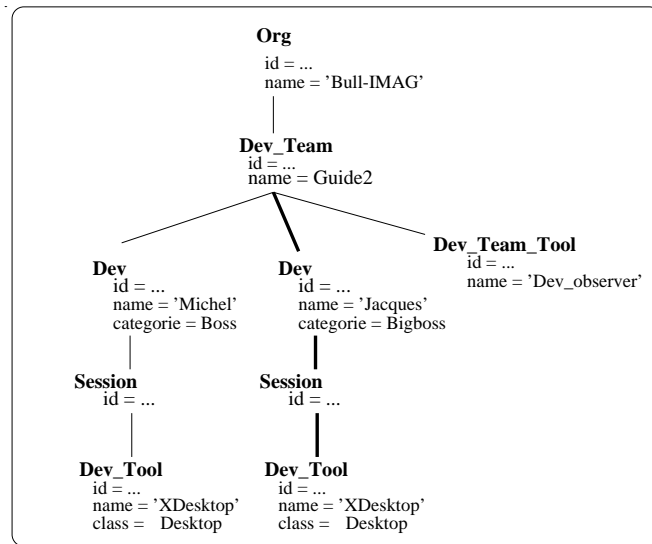 Org
id = ...
name = ’Bull-IMAG’
Dev_Team
id = ...
name = Guide2
Dev_Team_Tool
id = ...
name = ’Dev_observer’
Dev
id = ...
name = ’Michel’
categorie = Boss
Dev
id = ...
name = ’Jacques’
categorie = Bigboss
Session
id = ...
Session
id = ...
Dev_Tool
id = ...
name = ’XDesktop’
class = Desktop
Dev_Tool
id = ...
name = ’XDesktop’
class = Desktop